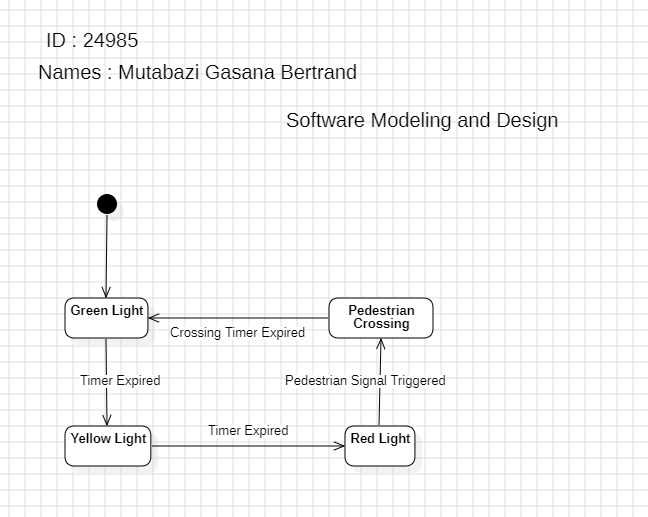 ID : 24985
Names : Mutabazi Gasana Bertrand
Software Modeling and Design
Green Light
Pedestrian
Crossing
Crossing Timer Expired
Timer Expired
Pedestrian Signal Triggered
Yellow Light
Timer Expired
Red Light